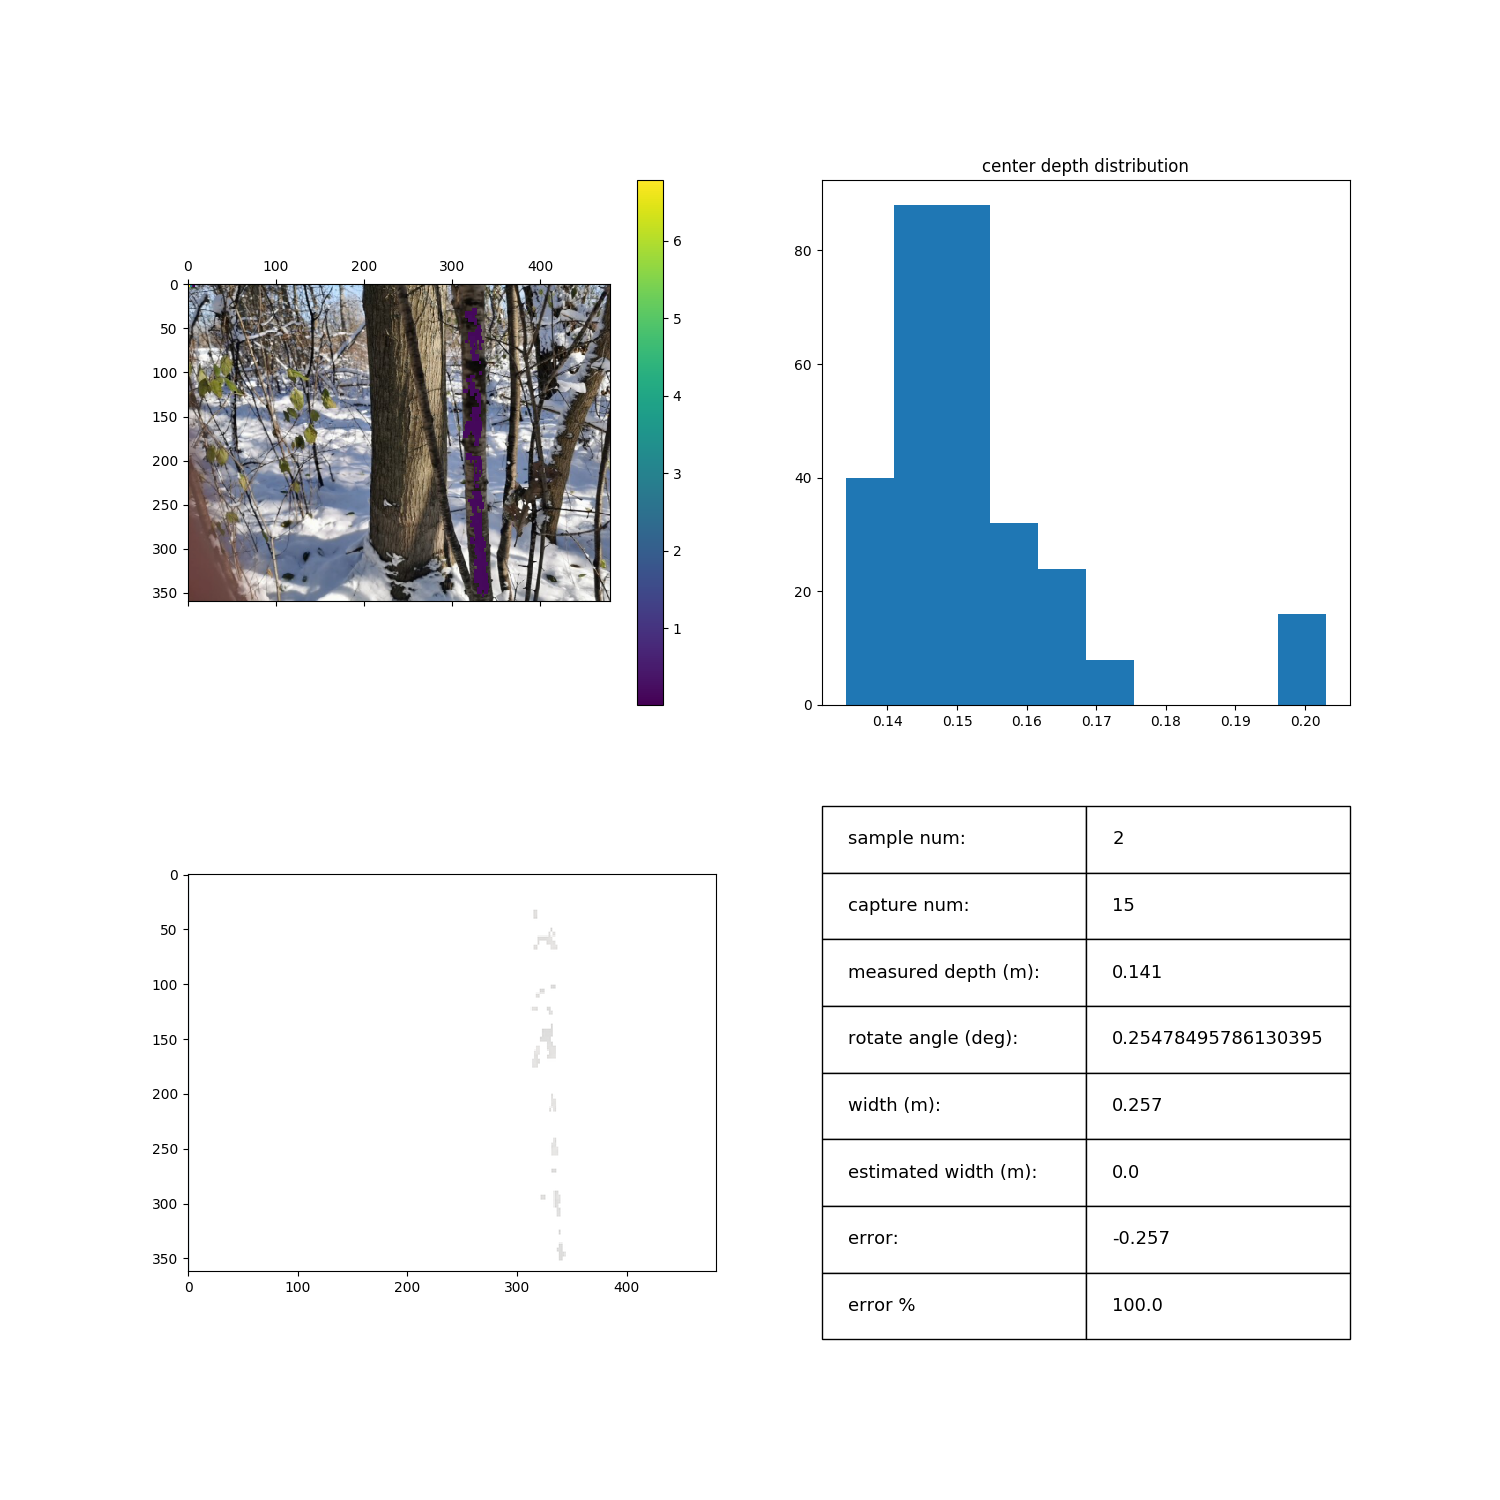 center depth distribution
0 100 200 300 400
0
50
100
150
200
250
300
350
6
5
4
3
2
1
80
60
40
20
0
0.14 0.15 0.16 0.17 0.18 0.19 0.20
0
50
100
150
200
250
300
350
0 100 200 300 400
sample num: 2
capture num: 15
measured depth (m): 0.141
rotate angle (deg): 0.25478495786130395
width (m): 0.257
estimated width (m): 0.0
error: -0.257
error % 100.0